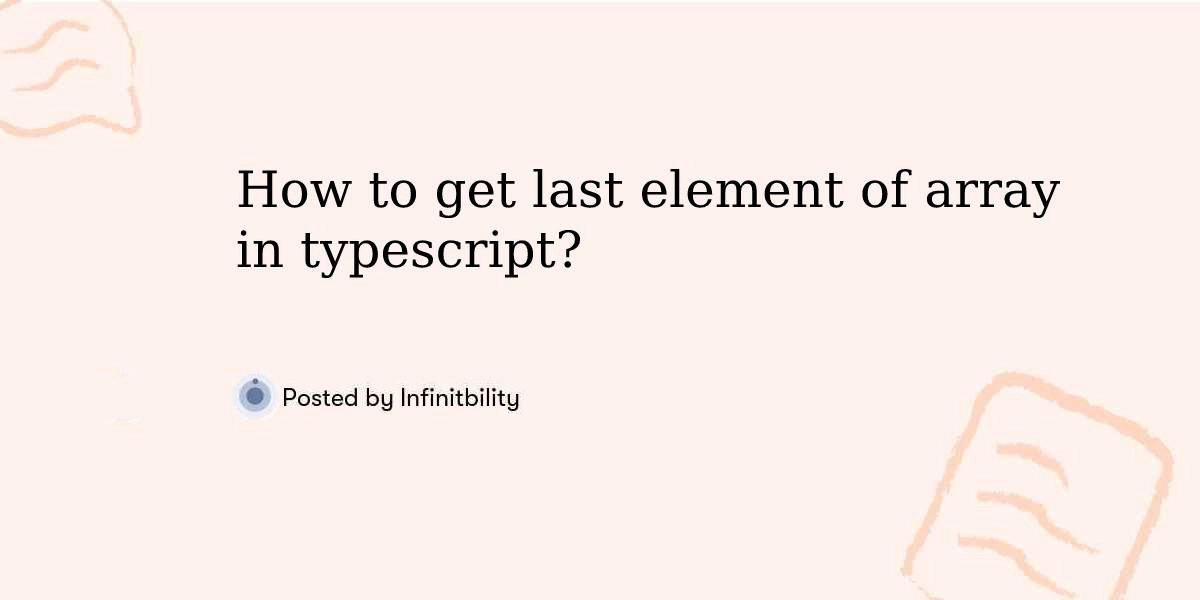 How to get last element of array
in typescript?
Posted by Infinitbility